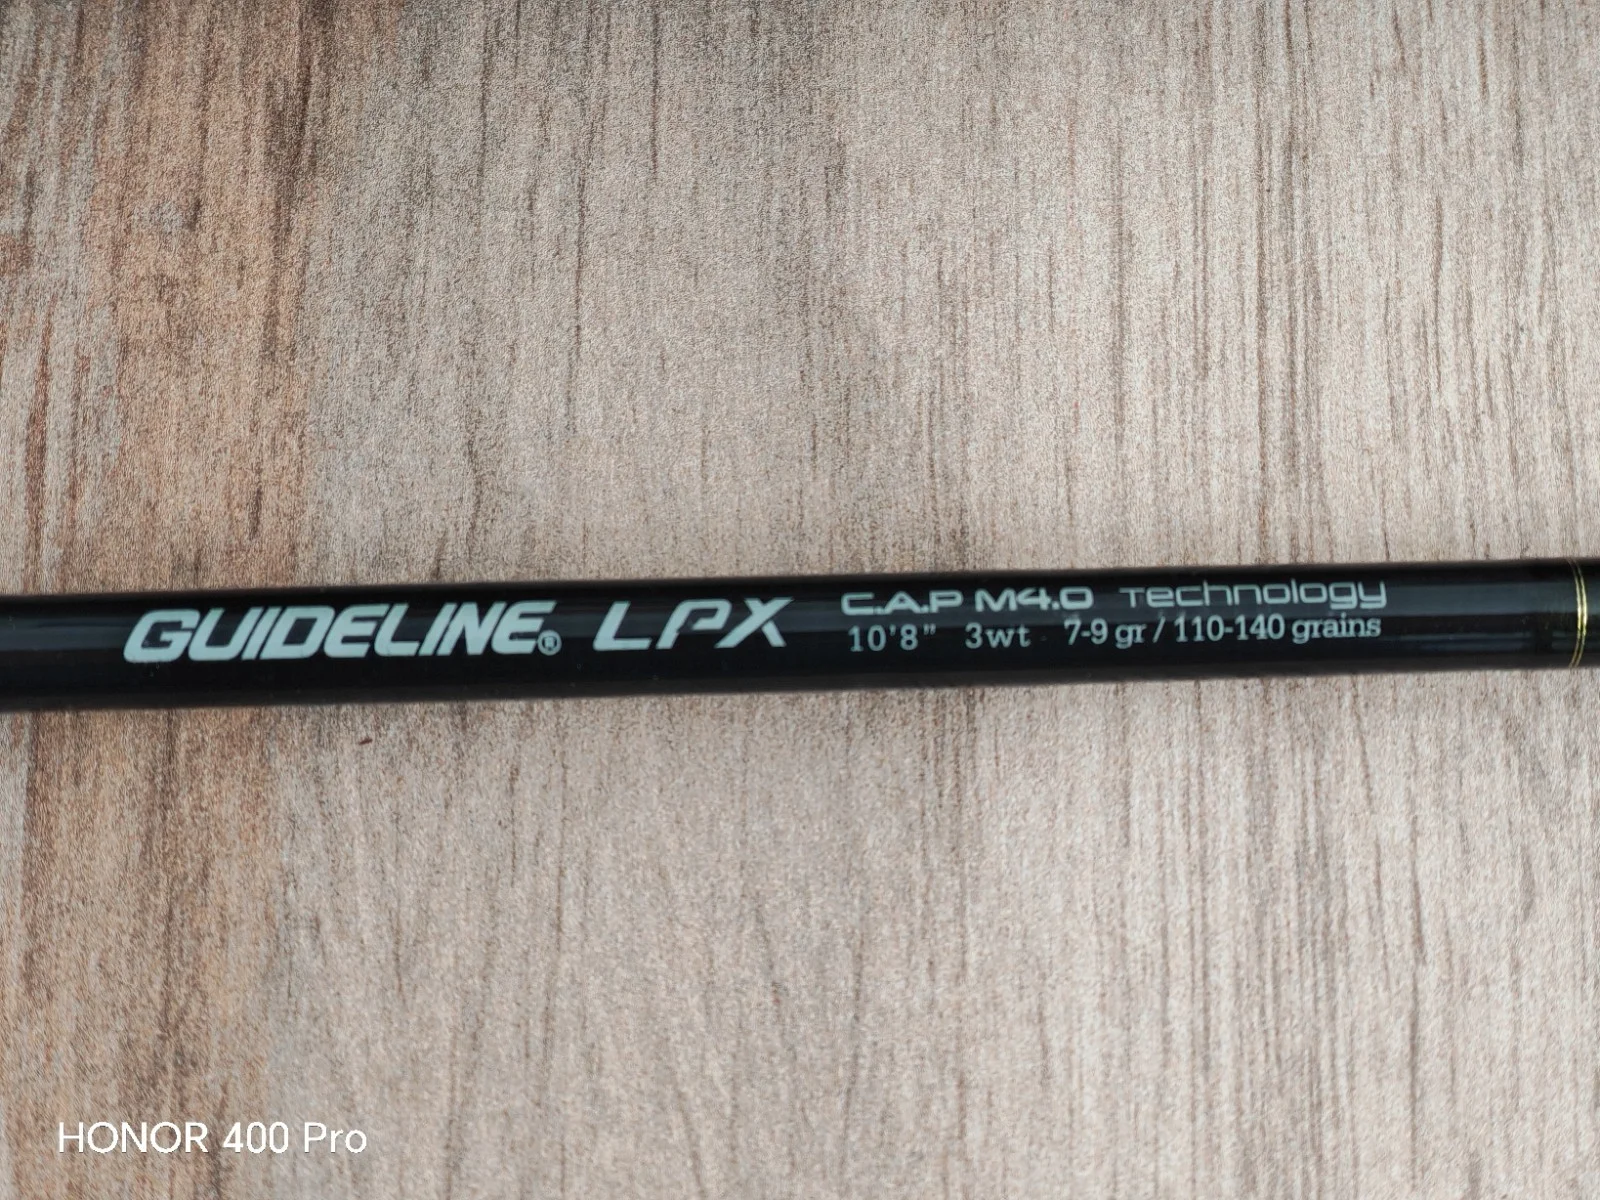 GUIDELINE® LPX C.A.P M4.0 Technology
10'8" 3wt 7-9 gr / 110-140 grains
HONOR 400 Pro